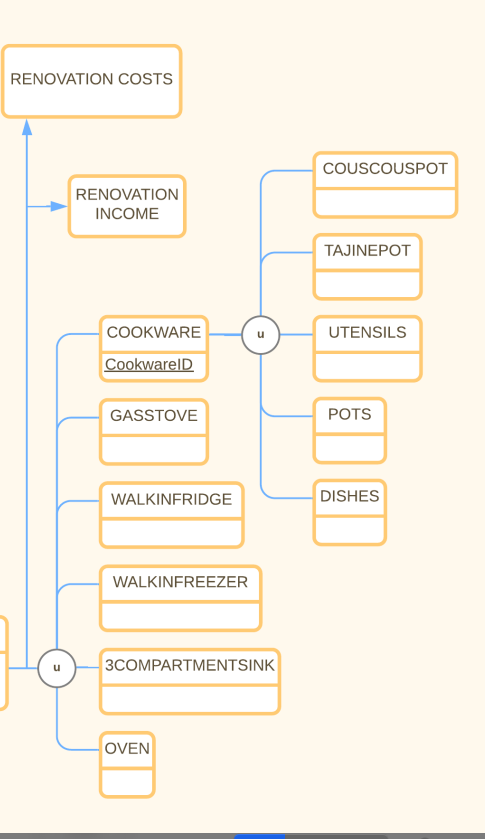 RENOVATION COSTS
RENOVATION
INCOME
COOKWARE
CookwareID
GASSTOVE
WALKINFRIDGE
WALKINFREEZER
3COMPARTMENTSINK
OVEN
u
u
COUSCOUSPOT
TAJINEPOT
UTENSILS
POTS
DISHES